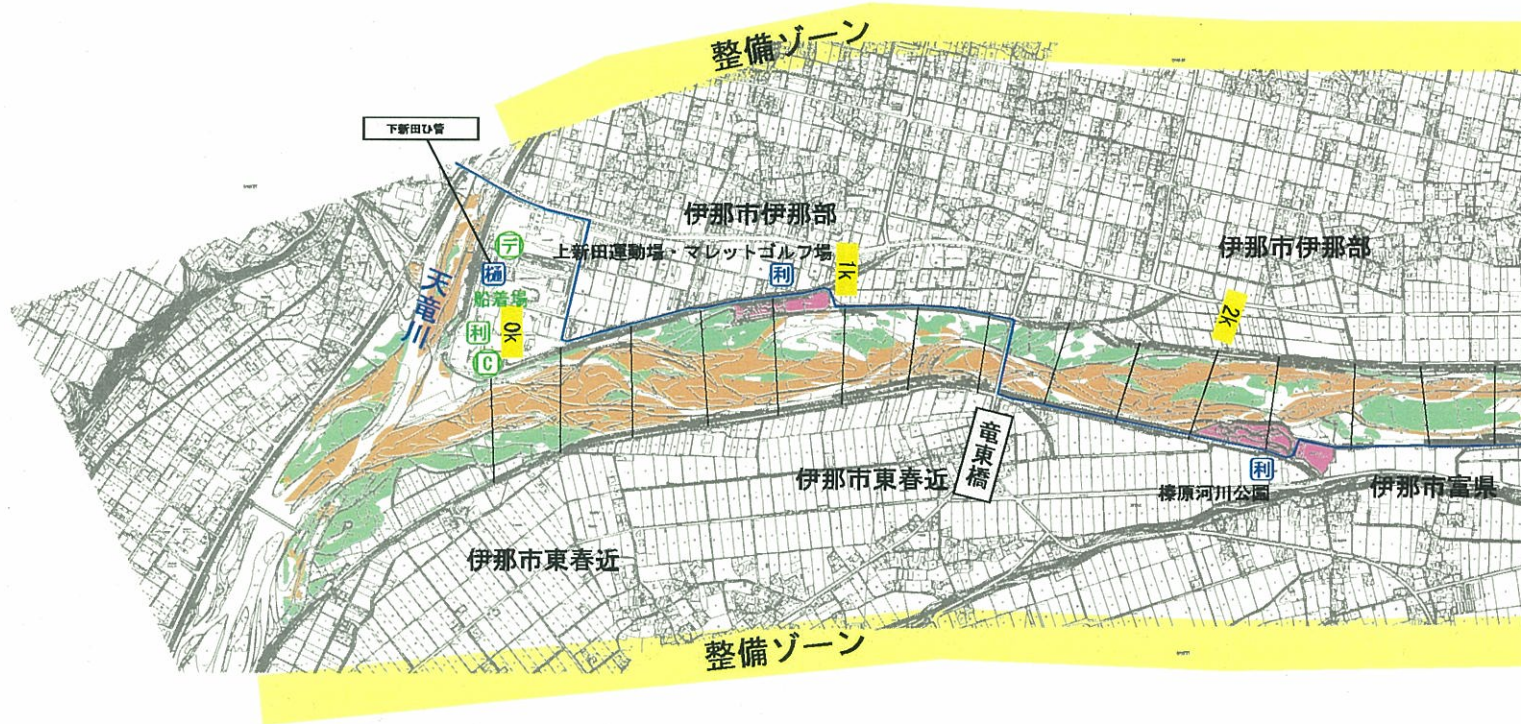 整備ゾーン
下新田ひ管
伊那市伊那部
上新田運動場・マレットゴルフ場
伊那市伊那部
デ
利
1k
樋
天竜川
船着場
2k
0k
利
C
竜東橋
伊那市東春近
利
榛原河川公園
伊那市富県
伊那市東春近
整備ゾーン